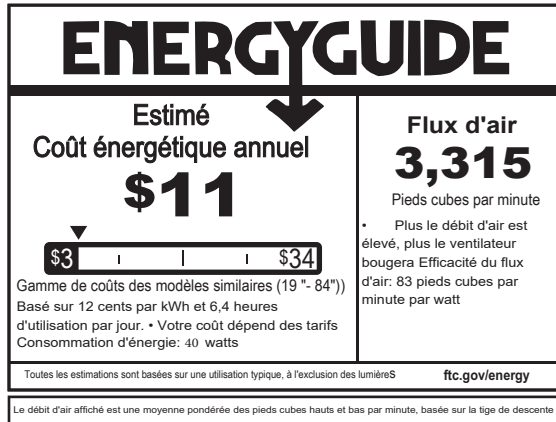 ENERGYGUIDE
Estimé
Coût énergétique annuel
$11
$3
$34
Gamme de coûts des modèles similaires (19 "- 84"))
Basé sur 12 cents par kWh et 6,4 heures
d'utilisation par jour. • Votre coût dépend des tarifs
Consommation d'énergie: 40 watts
Flux d'air
3,315
Pieds cubes par minute
• Plus le débit d'air est
élevé, plus le ventilateur
bougera Efficacité du flux
d'air: 83 pieds cubes par
minute par watt
Toutes les estimations sont basées sur une utilisation typique, à l'exclusion des lumièreS
ftc.gov/energy
Le débit d'air affiché est une moyenne pondérée des pieds cubes hauts et bas par minute, basée sur la tige de descente